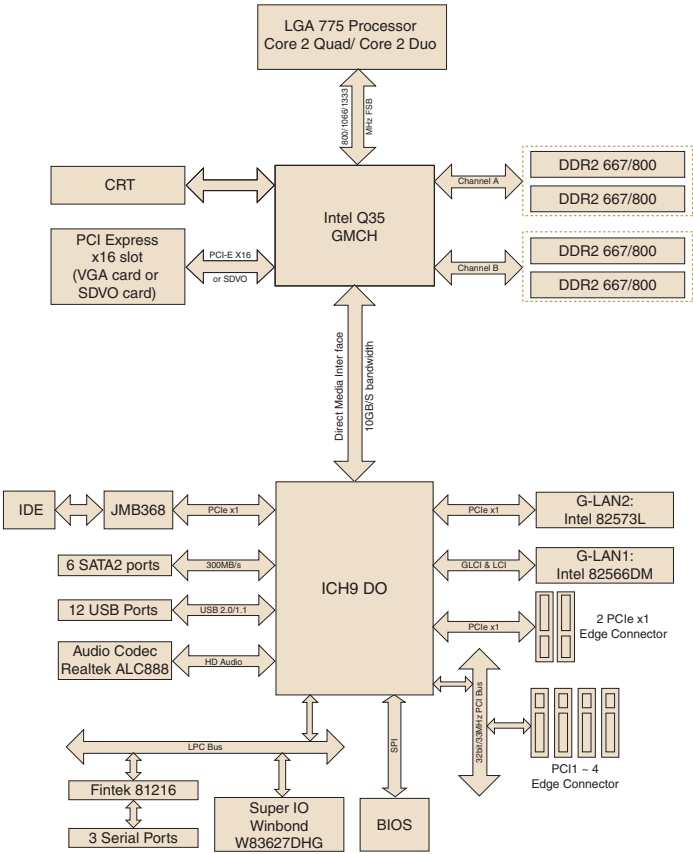 LGA 775 Processor
Core 2 Quad/ Core 2 Duo
800/1066/1333
MHz FSB
CRT
Intel Q35
GMCH
Channel A
DDR2 667/800
DDR2 667/800
PCI Express
x16 slot
(VGA card or
SDVO card)
PCI-E X16
or SDVO
Channel B
DDR2 667/800
DDR2 667/800
Direct Media Inter face
10GB/S bandwidth
IDE
JMB368
PCIe x1
ICH9 DO
PCIe x1
G-LAN2:
Intel 82573L
6 SATA2 ports
300MB/s
GLCI & LCI
G-LAN1:
Intel 82566DM
12 USB Ports
USB 2.0/1.1
PCIe x1
2 PCIe x1
Edge Connector
Audio Codec
Realtek ALC888
HD Audio
32bit/33MHz PCI Bus
PCI1 ~ 4
Edge Connector
LPC Bus
SPI
Fintek 81216
3 Serial Ports
Super IO
Winbond
W83627DHG
BIOS